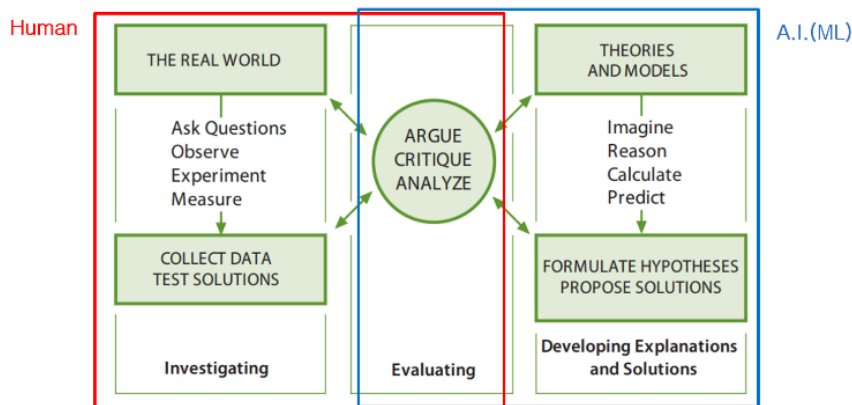 Human
A.I.(ML)
THE REAL WORLD
Ask Questions
Observe
Experiment
Measure
COLLECT DATA
TEST SOLUTIONS
Investigating
ARGUE
CRITIQUE
ANALYZE
Evaluating
THEORIES
AND MODELS
Imagine
Reason
Calculate
Predict
FORMULATE HYPOTHESES
PROPOSE SOLUTIONS
Developing Explanations
and Solutions